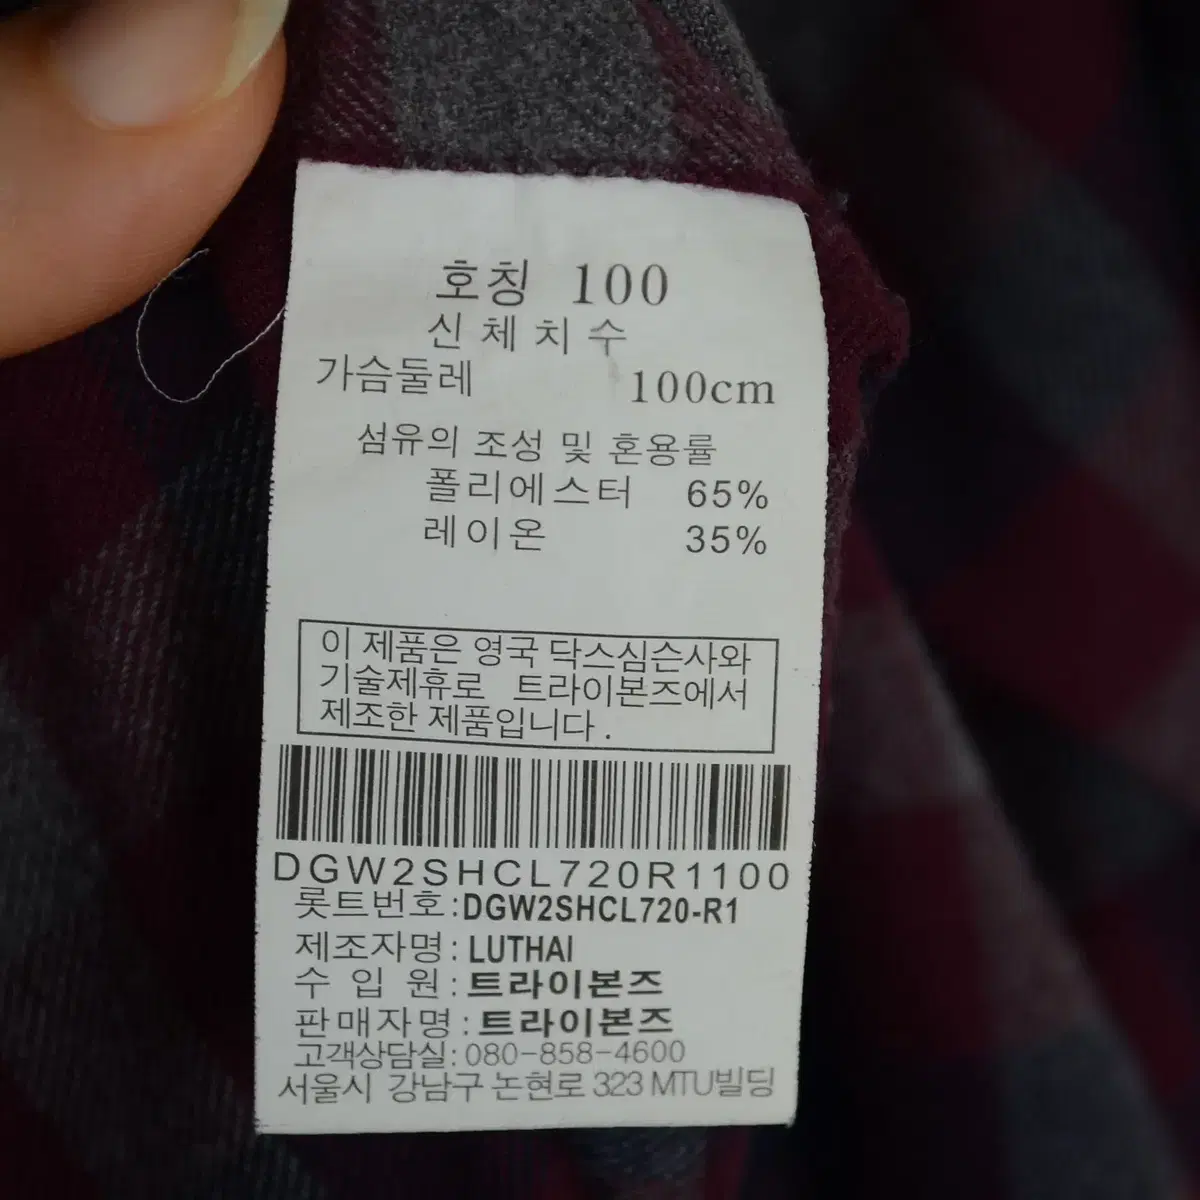 호칭 100
신체치수
가슴둘레 100cm
섬유의 조성 및 혼용률
폴리에스터 65%
레이온 35%
이 제품은 영국 닥스심슨사와
기술제휴로 트라이본즈에서
제조한 제품입니다.
DGW2SHCL720R1100
롯트번호:DGW2SHCL720-R1
제조자명: LUTHAI
수 입 원: 트라이본즈
판매자명: 트라이본즈
고객상담실: 080-858-4600
서울시 강남구 논현로 323 MTU빌딩